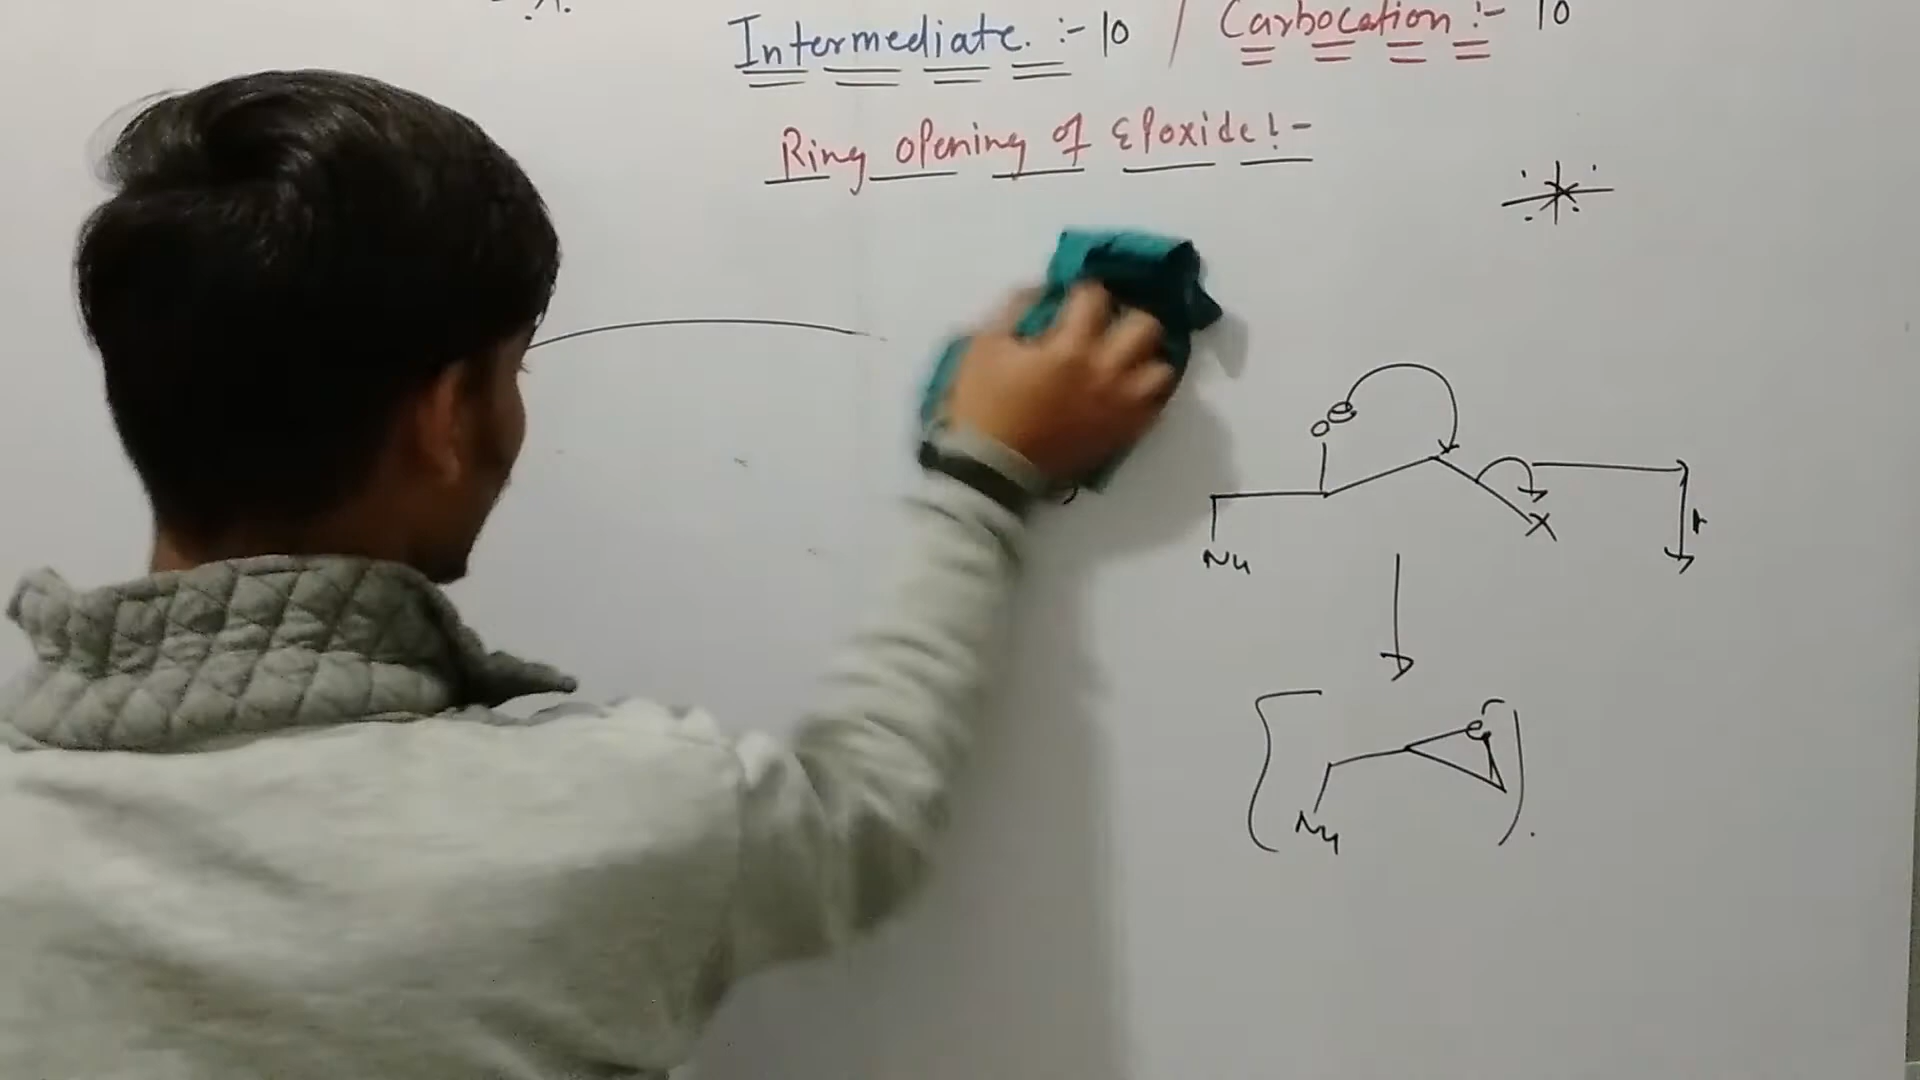 Intermediate :- 10 / Carbocation :- 10
Ring opening of Epoxide :-
O
Nu
X
Nu